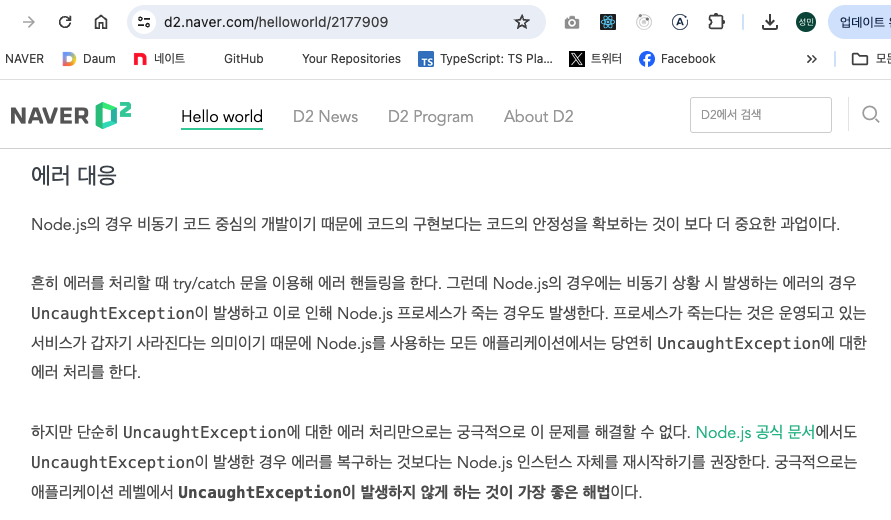 d2.naver.com/helloworld/2177909
성민
업데이트
NAVER Daum 네이트 GitHub Your Repositories TypeScript: TS Pla... 트위터 Facebook
NAVER D2 Hello world D2 News D2 Program About D2 D2에서 검색
에러 대응
Node.js의 경우 비동기 코드 중심의 개발이기 때문에 코드의 구현보다는 코드의 안정성을 확보하는 것이 보다 더 중요한 과업이다.
흔히 에러를 처리할 때 try/catch 문을 이용해 에러 핸들링을 한다. 그런데 Node.js의 경우에는 비동기 상황 시 발생하는 에러의 경우
UncaughtException이 발생하고 이로 인해 Node.js 프로세스가 죽는 경우도 발생한다. 프로세스가 죽는다는 것은 운영되고 있는
서비스가 갑자기 사라진다는 의미이기 때문에 Node.js를 사용하는 모든 애플리케이션에서는 당연히 UncaughtException에 대한
에러 처리를 한다.
하지만 단순히 UncaughtException에 대한 에러 처리만으로는 궁극적으로 이 문제를 해결할 수 없다. Node.js 공식 문서에서도
UncaughtException이 발생한 경우 에러를 복구하는 것보다는 Node.js 인스턴스 자체를 재시작하기를 권장한다. 궁극적으로는
애플리케이션 레벨에서 UncaughtException이 발생하지 않게 하는 것이 가장 좋은 해법이다.